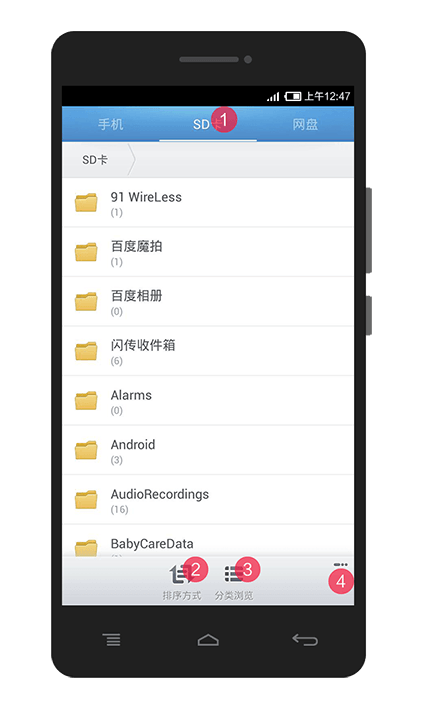 上午12:47
手机 SD卡 1 网盘
SD卡
91 WireLess
(1)
百度魔拍
(1)
百度相册
(0)
闪传收件箱
(6)
Alarms
(0)
Android
(3)
AudioRecordings
(16)
BabyCareData
2 3 4
排序方式 分类浏览